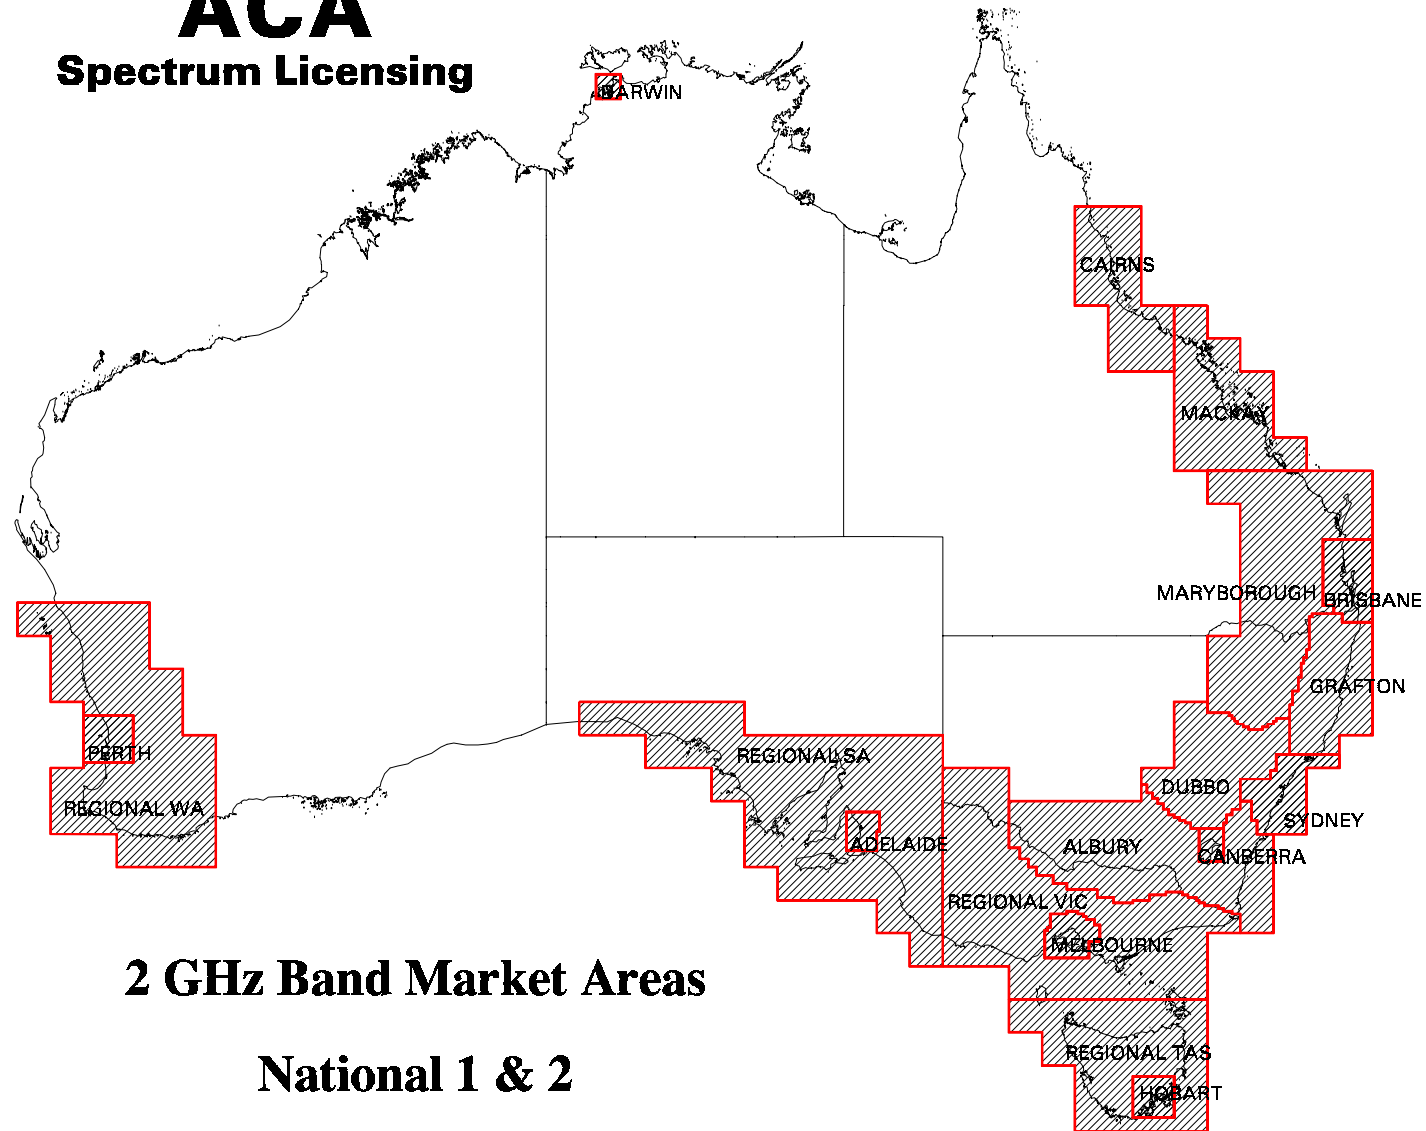 ACA
Spectrum Licensing
DARWIN
CAIRNS
MACKAY
MARYBOROUGH
BRISBANE
GRAFTON
PERTH
REGIONAL SA
DUBBO
REGIONAL WA
SYDNEY
ADELAIDE
ALBURY
CANBERRA
REGIONAL VIC
MELBOURNE
2 GHz Band Market Areas
REGIONAL TAS
National 1 & 2
HOBART